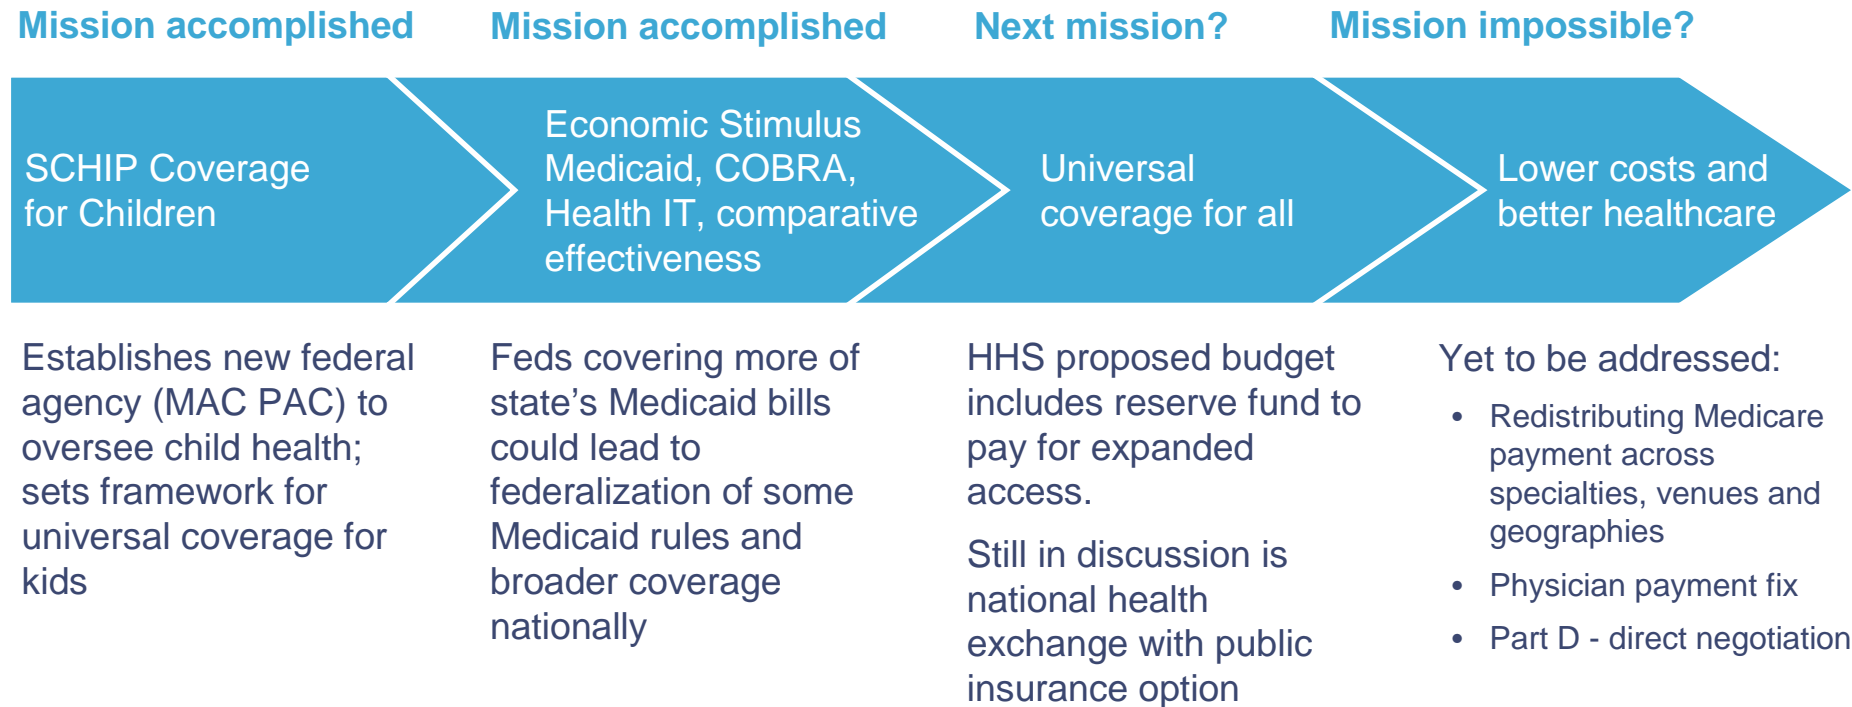 Mission accomplished
Mission accomplished
Next mission?
Mission impossible?
SCHIP Coverage
for Children
Economic Stimulus
Medicaid, COBRA,
Health IT, comparative
effectiveness
Universal
coverage for all
Lower costs and
better healthcare
Establishes new federal
agency (MAC PAC) to
oversee child health;
sets framework for
universal coverage for
kids
Feds covering more of
state’s Medicaid bills
could lead to
federalization of some
Medicaid rules and
broader coverage
nationally
HHS proposed budget
includes reserve fund to
pay for expanded
access.
Still in discussion is
national health
exchange with public
insurance option
Yet to be addressed:
• Redistributing Medicare
payment across
specialties, venues and
geographies
• Physician payment fix
• Part D - direct negotiation